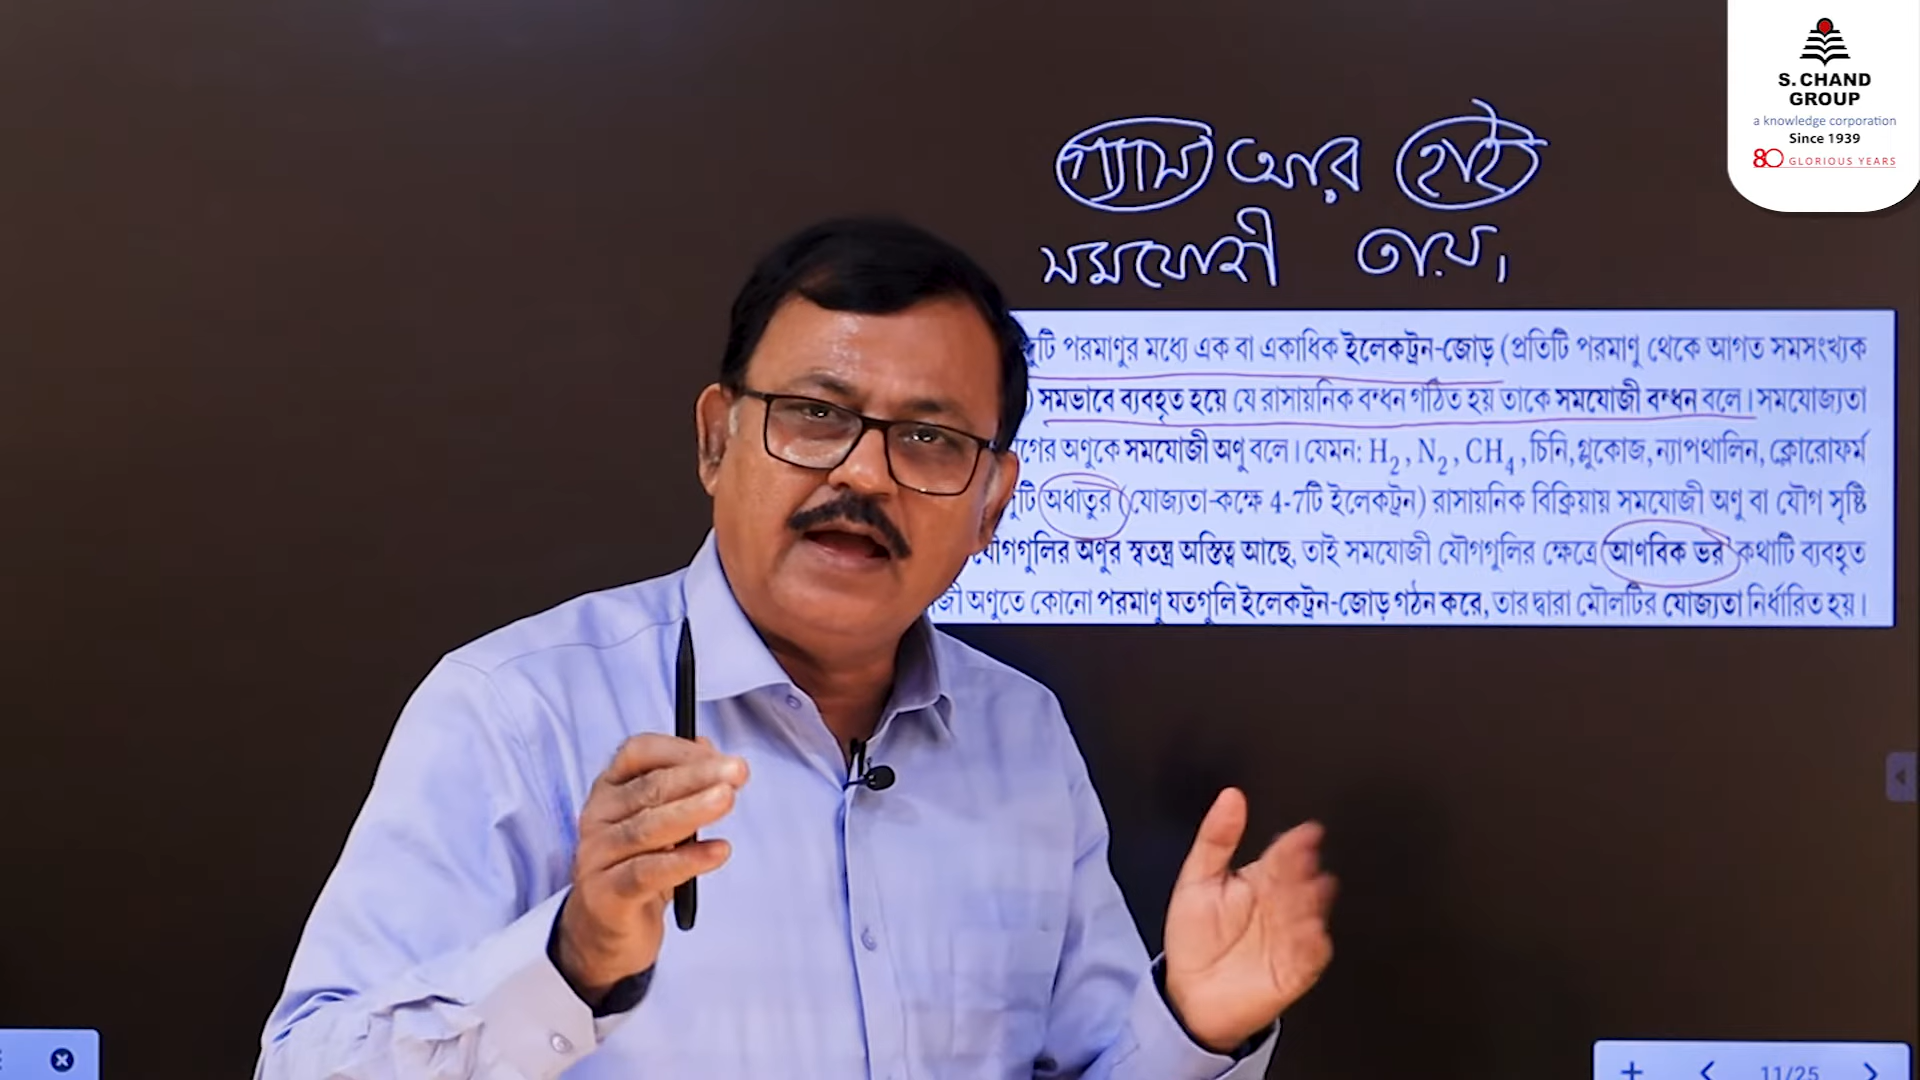 S. CHAND
GROUP
a knowledge corporation
Since 1939
80 GLORIOUS YEARS
গ্যাস আর হাই
সমযোজী তায়।
টি পরমাণুর মধ্যে এক বা একাধিক ইলেকট্রন-জোড় (প্রতিটি পরমাণু থেকে আগত সমসংখ্যক
) সমভাবে ব্যবহৃত হয়ে যে রাসায়নিক বন্ধন গঠিত হয় তাকে সমযোজী বন্ধন বলে। সমযোজ্যতা
গের অণুকে সমযোজী অণু বলে। যেমন: H₂, N₂, CH₄, চিনি, গ্লুকোজ, ন্যাপথালিন, ক্লোরোফর্ম
টি অধাতুর (যোজ্যতা-কক্ষে 4-7টি ইলেকট্রন) রাসায়নিক বিক্রিয়ায় সমযোজী অণু বা যৌগ সৃষ্টি
যৌগগুলির অণুর স্বতন্ত্র অস্তিত্ব আছে, তাই সমযোজী যৌগগুলির ক্ষেত্রে আণবিক ভর কথাটি ব্যবহৃত
জী অণুতে কোনো পরমাণু যতগুলি ইলেকট্রন-জোড় গঠন করে, তার দ্বারা মৌলটির যোজ্যতা নির্ধারিত হয়।
11/25